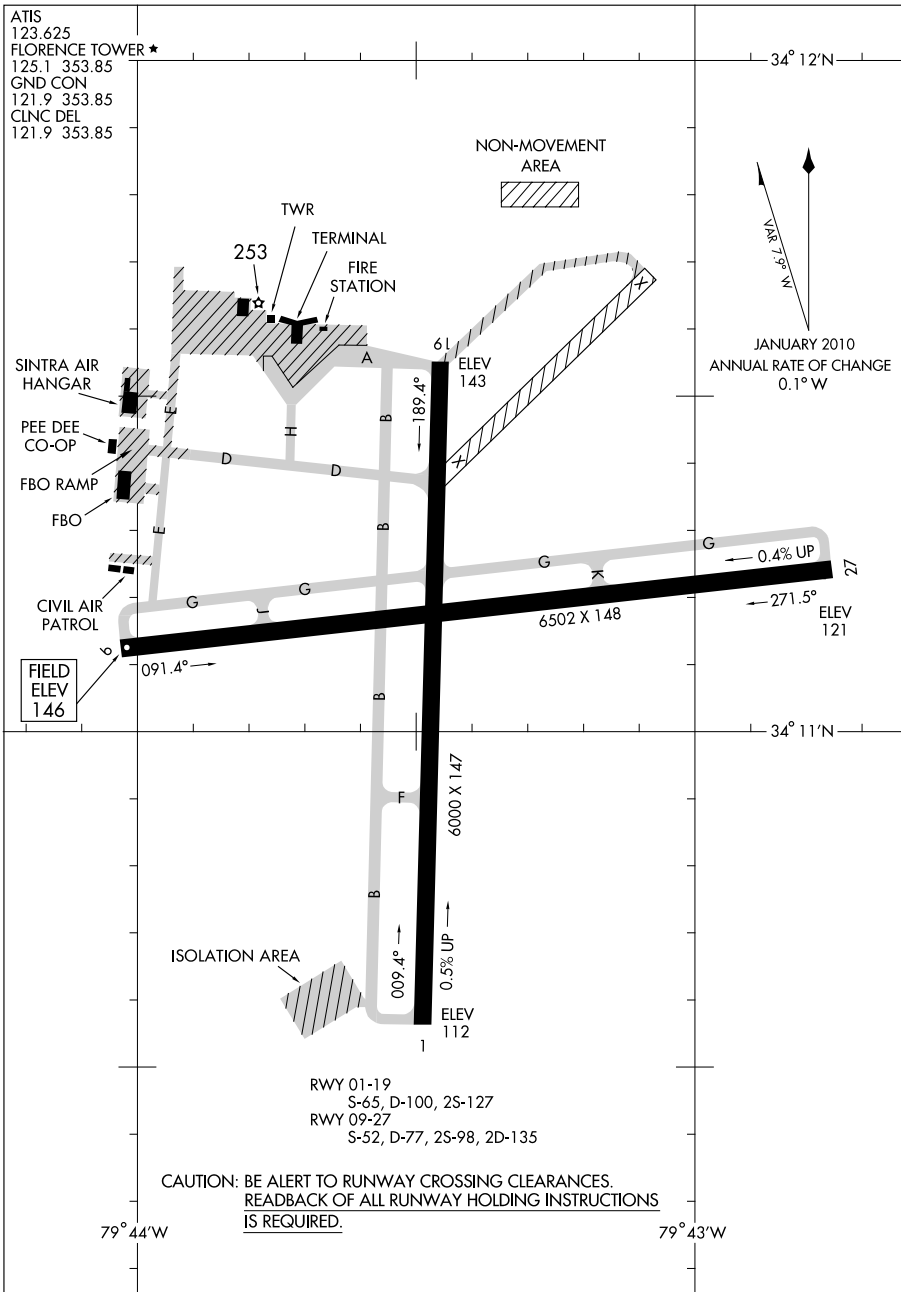 ATIS
123.625
FLORENCE TOWER ★
125.1 353.85
GND CON
121.9 353.85
CLNC DEL
121.9 353.85
34° 12'N
NON-MOVEMENT
AREA
VAR 7.9° W
JANUARY 2010
ANNUAL RATE OF CHANGE
0.1° W
TWR
253
TERMINAL
FIRE
STATION
A
19
ELEV
143
X
SINTRA AIR
HANGAR
189.4°
B
E
H
PEE DEE
CO-OP
D
D
X
FBO RAMP
FBO
B
E
G
G
0.4% UP
27
K
CIVIL AIR
PATROL
G
G
J
6502 X 148
271.5°
ELEV
121
9
091.4°
FIELD
ELEV
146
B
34° 11'N
F
6000 X 147
B
ISOLATION AREA
009.4°
0.5% UP
ELEV
112
1
RWY 01-19
S-65, D-100, 2S-127
RWY 09-27
S-52, D-77, 2S-98, 2D-135
CAUTION: BE ALERT TO RUNWAY CROSSING CLEARANCES.
READBACK OF ALL RUNWAY HOLDING INSTRUCTIONS
IS REQUIRED.
79° 44'W
79° 43'W